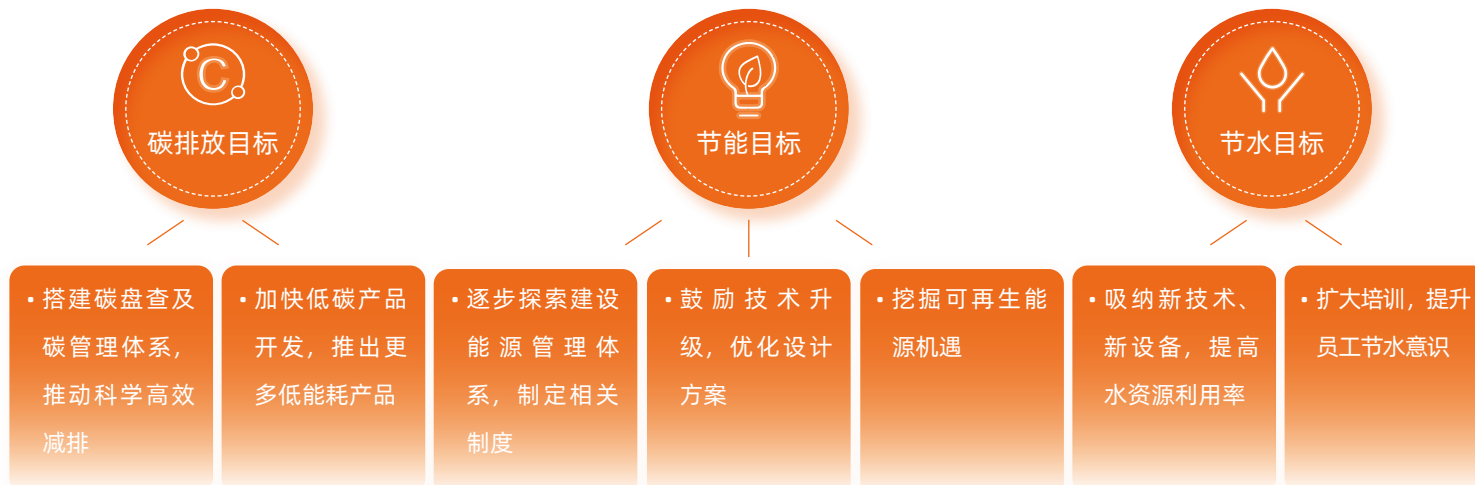 C
碳排放目标
节能目标
节水目标
• 搭建碳盘查及
碳管理体系，
推动科学高效
减排
• 加快低碳产品
开发，推出更
多低能耗产品
• 逐步探索建设
能源管理体
系，制定相关
制度
• 鼓励技术升
级，优化设计
方案
• 挖掘可再生能
源机遇
• 吸纳新技术、
新设备，提高
水资源利用率
• 扩大培训，提升
员工节水意识